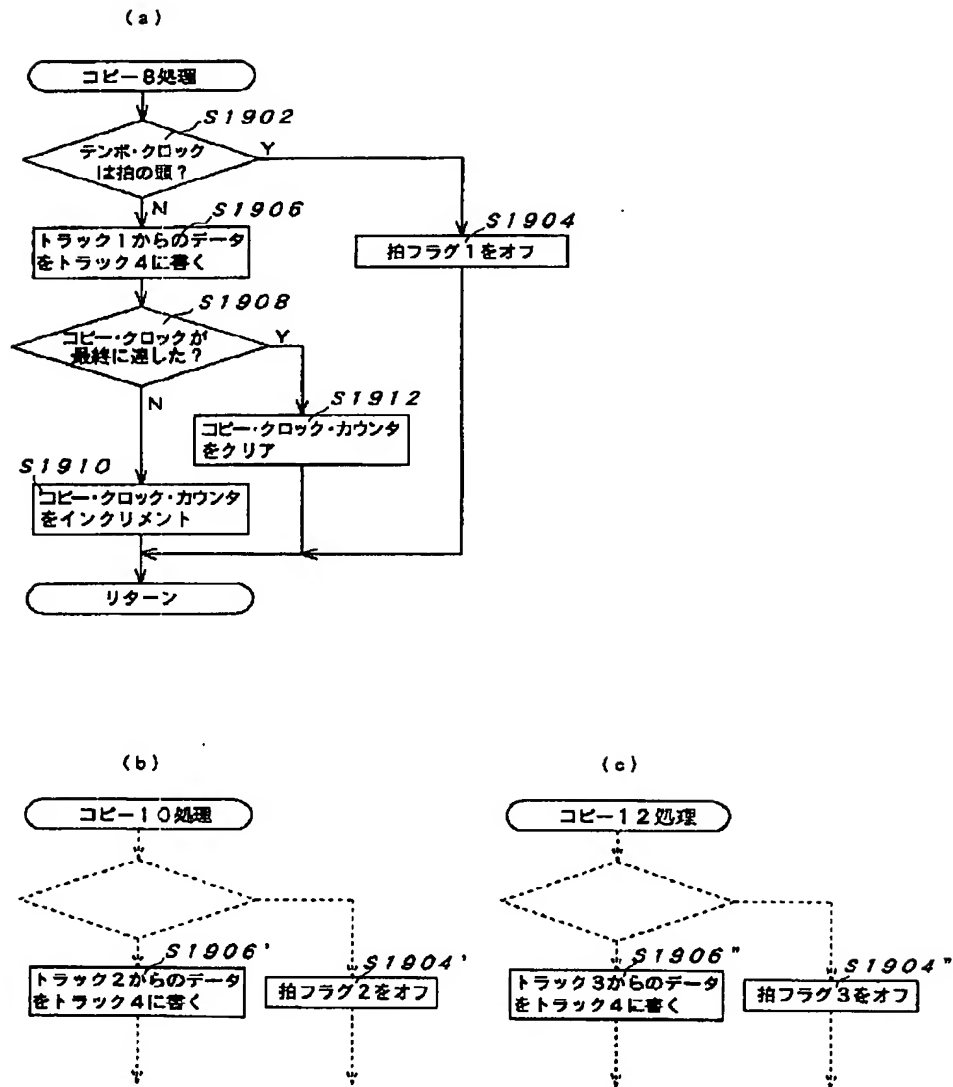 (a)
コピー8処理
S1902
テンポ・クロック
は拍の頭?
Y
N
S1906
トラック1からのデータ
をトラック4に書く
S1904
拍フラグ1をオフ
S1908
コピー・クロックが
最終に達した?
Y
N
S1912
コピー・クロック・カウンタ
をクリア
S1910
コピー・クロック・カウンタ
をインクリメント
リターン
(b)
コピー10処理
S1906'
トラック2からのデータ
をトラック4に書く
S1904'
拍フラグ2をオフ
(c)
コピー12処理
S1906"
トラック3からのデータ
をトラック4に書く
S1904"
拍フラグ3をオフ